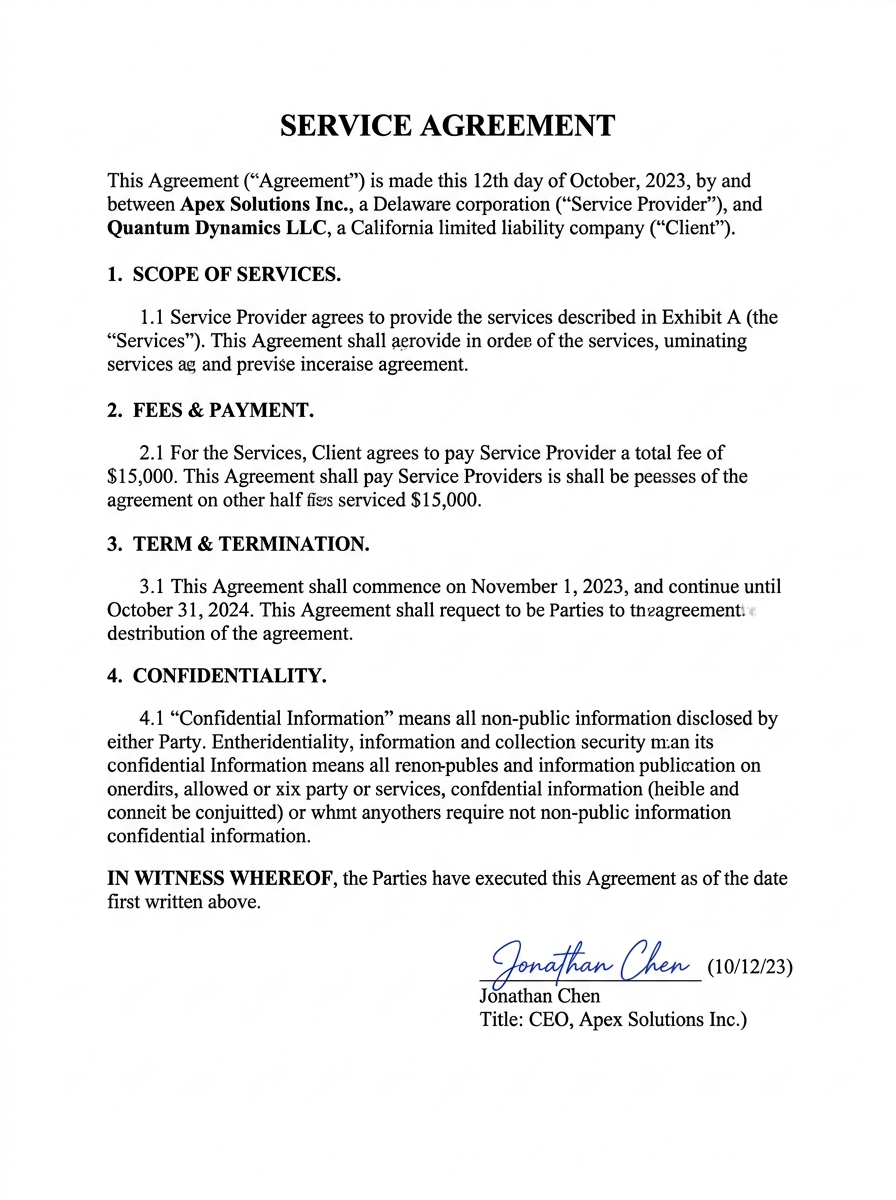 SERVICE AGREEMENT
This Agreement (“Agreement”) is made this 12th day of October, 2023, by and
between Apex Solutions Inc., a Delaware corporation (“Service Provider”), and
Quantum Dynamics LLC, a California limited liability company (“Client”).
1. SCOPE OF SERVICES.
1.1 Service Provider agrees to provide the services described in Exhibit A (the
“Services”). This Agreement shall in order of the services, uminating
services and previse inceraise agreement.
2. FEES & PAYMENT.
2.1 For the Services, Client agrees to pay Service Provider a total fee of
$15,000. This Agreement shall pay Service Providers is shall be of the
agreement on other half serviced $15,000.
3. TERM & TERMINATION.
3.1 This Agreement shall commence on November 1, 2023, and continue until
October 31, 2024. This Agreement shall requect to be Parties to
destribution of the agreement.
4. CONFIDENTIALITY.
4.1 “Confidential Information” means all non-public information disclosed by
either Party. Entheridentiality, information and collection security its
confidential Information means all renon-publes and information publication on
allowed or xix party or services, confdential information (heible and
conneit be conjuitted) or whmt anyothers require not non-public information
confidential information.
IN WITNESS WHEREOF, the Parties have executed this Agreement as of the date
first written above.
Jonathan Chen (10/12/23)
Jonathan Chen
Title: CEO, Apex Solutions Inc.)